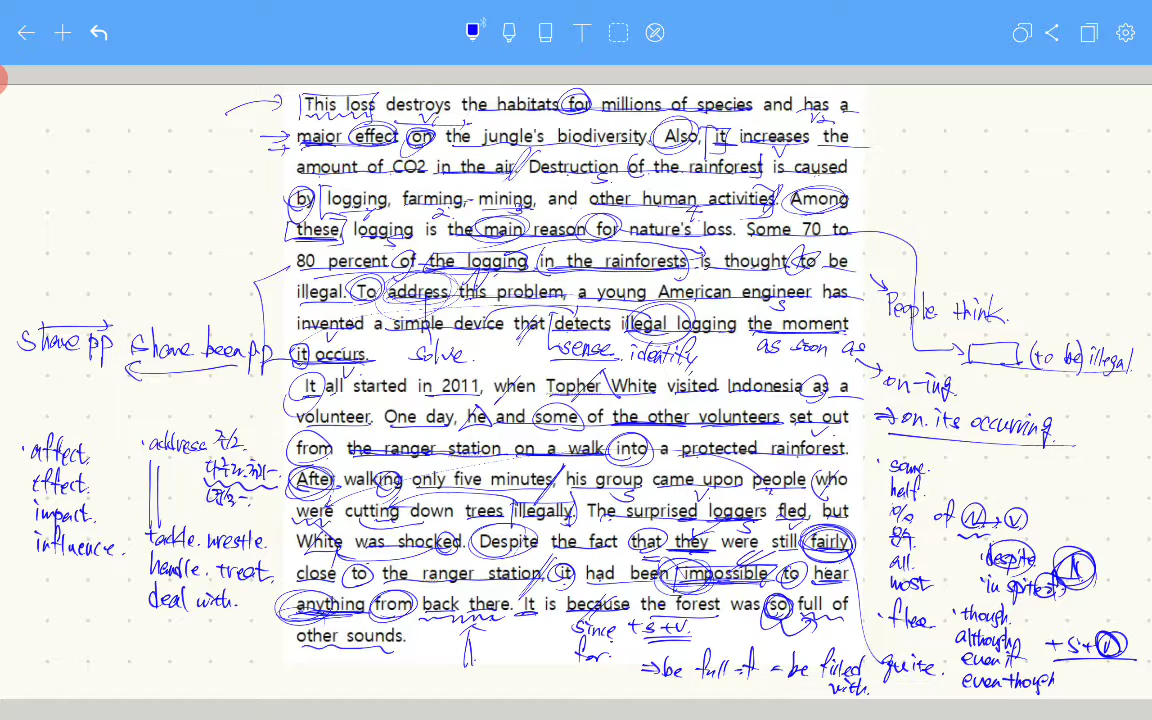 This loss destroys the habitats for millions of species and has a
major effect on the jungle's biodiversity. Also, it increases the
amount of CO2 in the air. Destruction of the rainforest is caused
by logging, farming, mining, and other human activities. Among
these logging is the main reason for nature's loss. Some 70 to
80 percent of the logging in the rainforests is thought to be
illegal. To address this problem, a young American engineer has
invented a simple device that detects illegal logging the moment
it occurs.
It all started in 2011, when Topher White visited Indonesia as a
volunteer. One day, he and some of the other volunteers set out
from the ranger station on a walk into a protected rainforest.
After walking only five minutes, his group came upon people who
were cutting down trees illegally. The surprised loggers fled, but
White was shocked. Despite the fact that they were still fairly
close to the ranger station, it had been impossible to hear
anything from back there. It is because the forest was so full of
other sounds.
People think
(to be) illegal.
solve
sense identify
as soon as
on -ing
⇒ on its occurring
have pp
have been pp
affect
effect
impact
influence
address
tackle. wrestle.
handle. treat.
deal with.
some.
half
%
all.
most
of N → V
despite
in spite of
N
though.
although
even if
even though
+ S + V
flee
quite.
since + S + V
for
⇒ be full of = be filled
with.